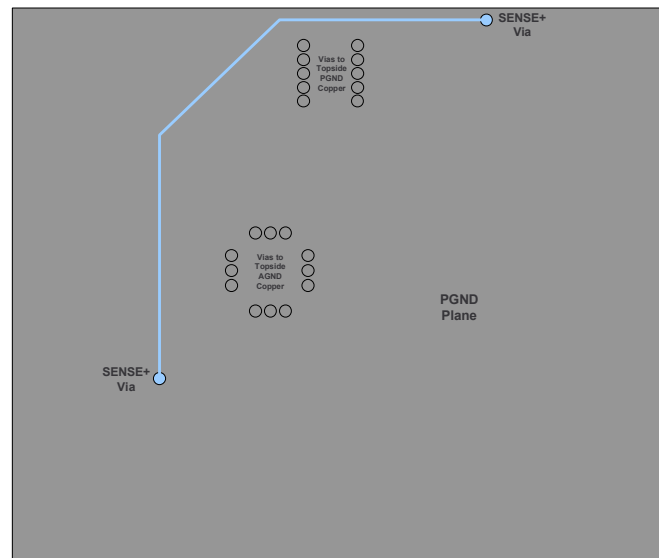 SENSE+
Via
Vias to
Topside
PGND
Copper
Vias to
Topside
AGND
Copper
PGND
Plane
SENSE+
Via